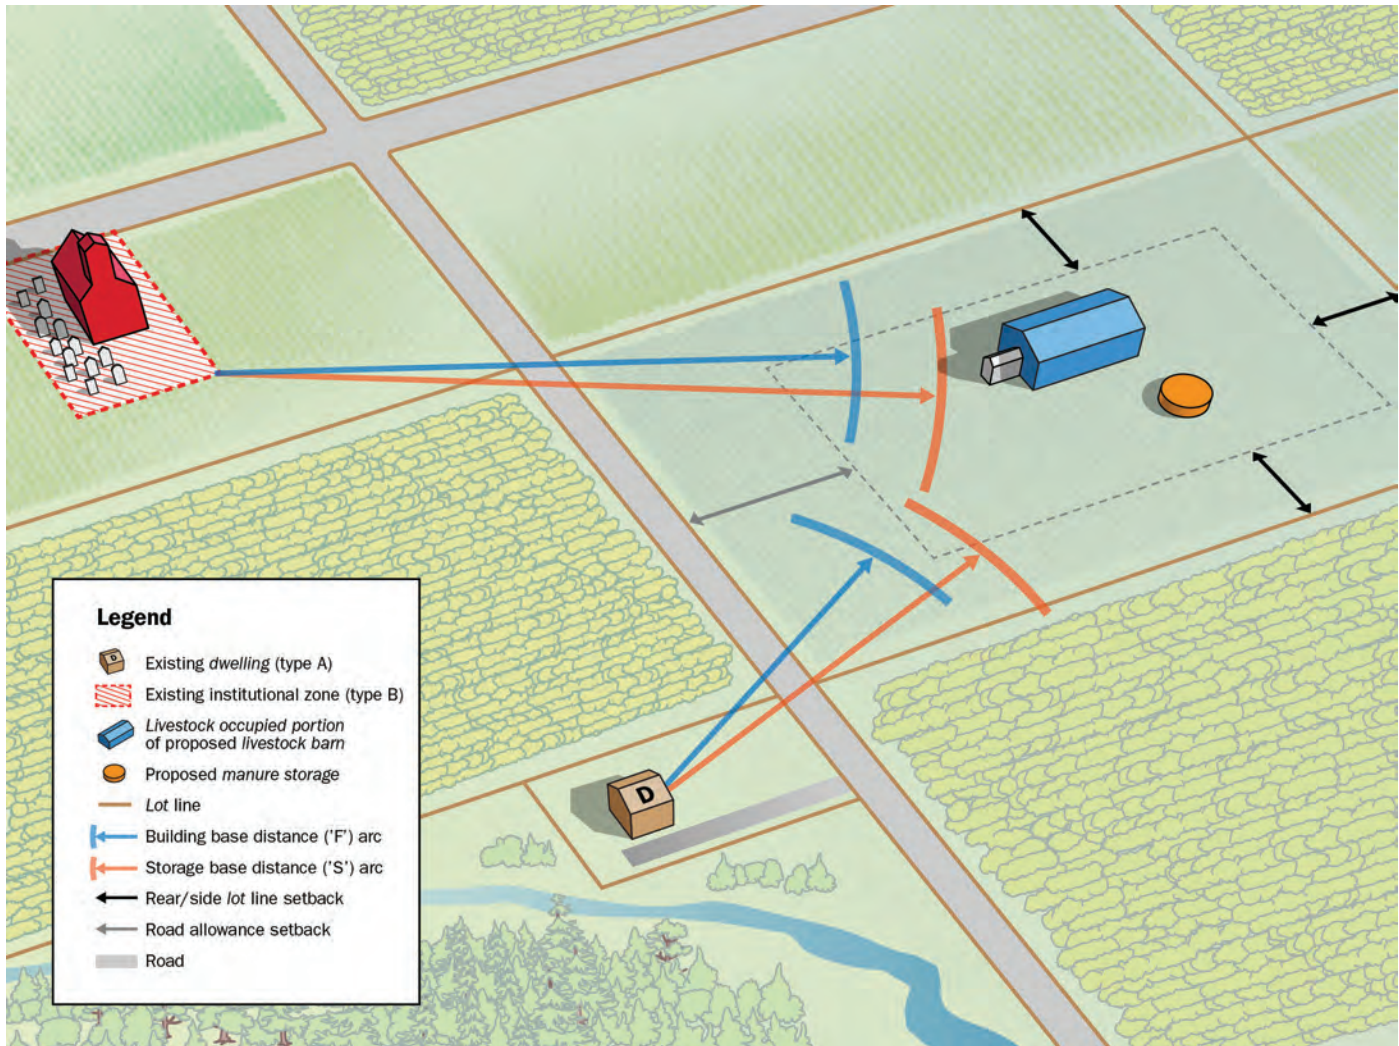 D
Legend
D
Existing dwelling (type A)
Existing institutional zone (type B)
Livestock occupied portion
of proposed livestock barn
Proposed manure storage
Lot line
Building base distance ('F') arc
Storage base distance ('S') arc
Rear/side lot line setback
Road allowance setback
Road